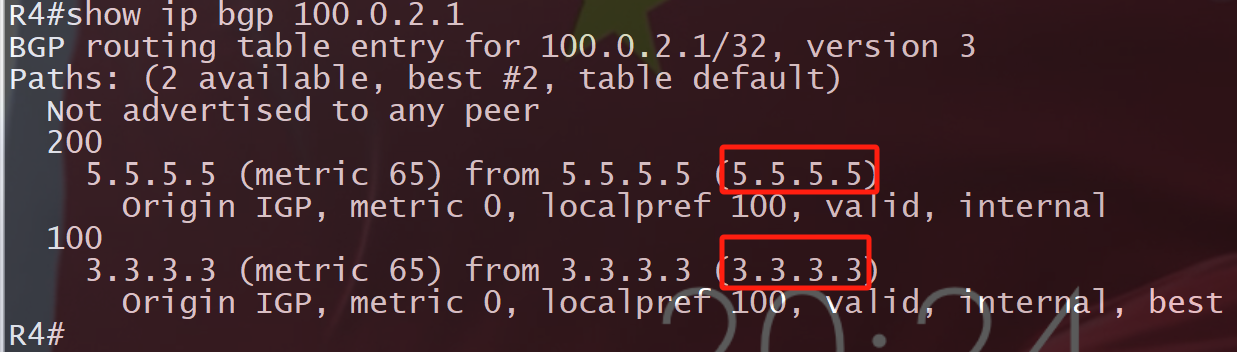 R4#show ip bgp 100.0.2.1
BGP routing table entry for 100.0.2.1/32, version 3
Paths: (2 available, best #2, table default)
  Not advertised to any peer
  200
    5.5.5.5 (metric 65) from 5.5.5.5 (5.5.5.5)
      Origin IGP, metric 0, localpref 100, valid, internal
  100
    3.3.3.3 (metric 65) from 3.3.3.3 (3.3.3.3)
      Origin IGP, metric 0, localpref 100, valid, internal, best
R4#
20:24